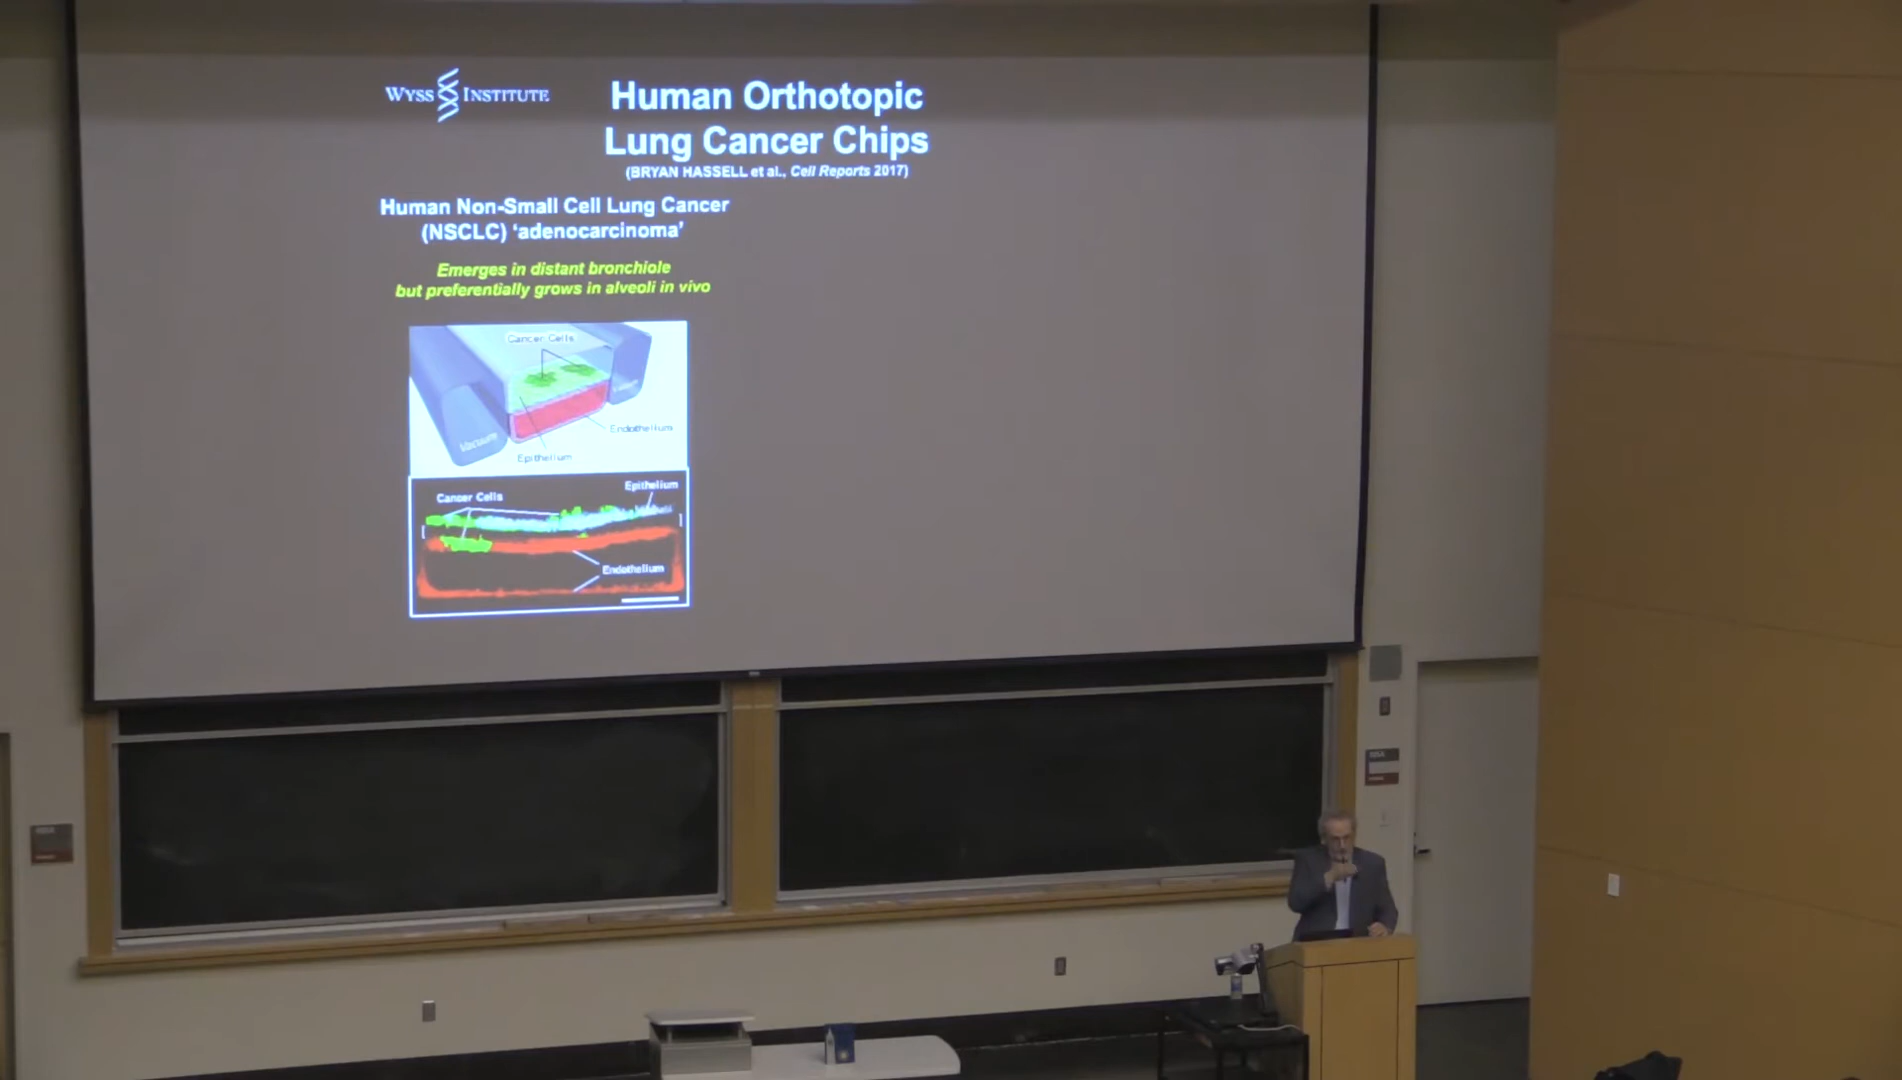 WYSS INSTITUTE
Human Orthotopic
Lung Cancer Chips
(BRYAN HASSELL et al., Cell Reports 2017)
Human Non-Small Cell Lung Cancer
(NSCLC) ‘adenocarcinoma’
Emerges in distant bronchiole
but preferentially grows in alveoli in vivo
Cancer Cells
Vacuum
Endothelium
Epithelium
Epithelium
Cancer Cells
Endothelium